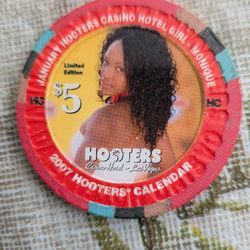 JANUARY HOOTERS CASINO HOTEL GIRL - MONIQUE
Limited
Edition
$5
HC
HC
HOOTERS
Casino Hotel - Las Vegas
2007 HOOTERS' CALENDAR